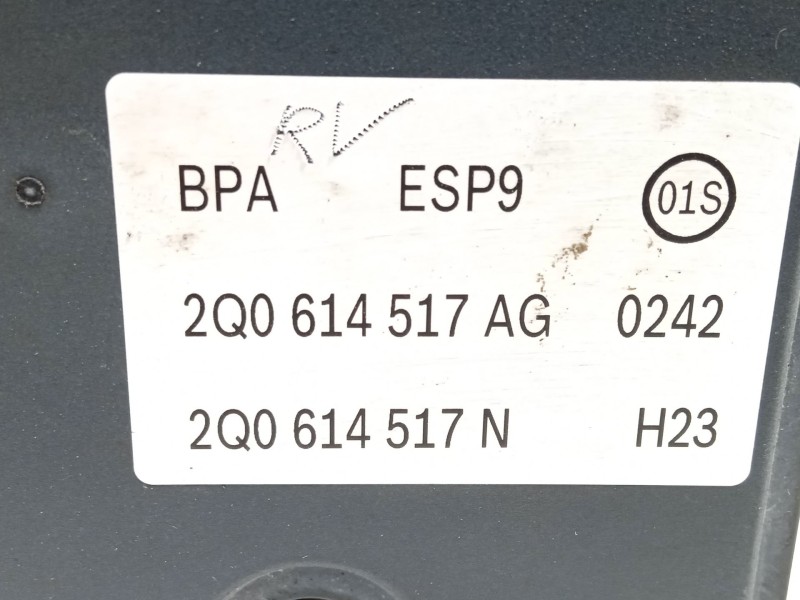 RV
BPA ESP9 01S
2Q0 614 517 AG 0242
2Q0 614 517 N H23